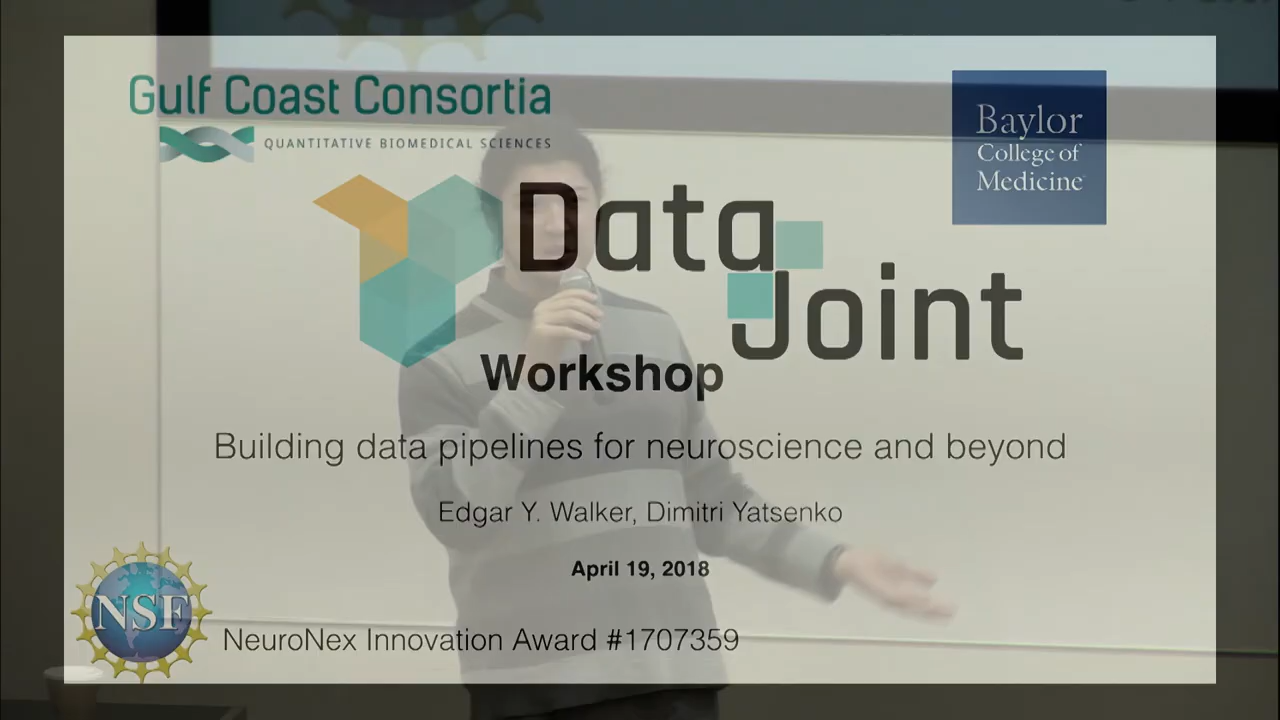 Gulf Coast Consortia
QUANTITATIVE BIOMEDICAL SCIENCES
Baylor
College of
Medicine
Data
Joint
Workshop
Building data pipelines for neuroscience and beyond
Edgar Y. Walker, Dimitri Yatsenko
April 19, 2018
NSF
NeuroNex Innovation Award #1707359